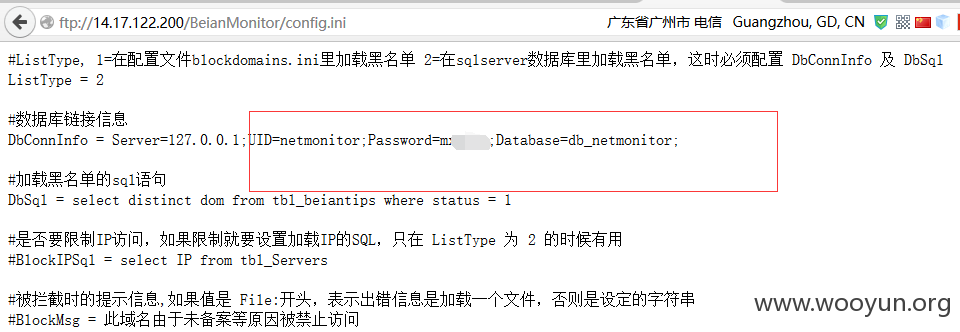 ftp://14.17.122.200/BeianMonitor/config.ini 广东省广州市 电信 Guangzhou, GD, CN
#ListType, 1=在配置文件blockdomains.ini里加载黑名单 2=在sqlserver数据库里加载黑名单，这时必须配置 DbConnInfo 及 DbSql
ListType = 2
#数据库链接信息
DbConnInfo = Server=127.0.0.1;UID=netmonitor;Password=m ;Database=db_netmonitor;
#加载黑名单的sql语句
DbSql = select distinct dom from tbl_beiantips where status = 1
#是否要限制IP访问，如果限制就要设置加载IP的SQL，只在 ListType 为 2 的时候有用
#BlockIPSql = select IP from tbl_Servers
#被拦截时的提示信息,如果值是 File:开头，表示出错信息是加载一个文件，否则是设定的字符串
#BlockMsg = 此域名由于未备案等原因被禁止访问
www.wooyun.org